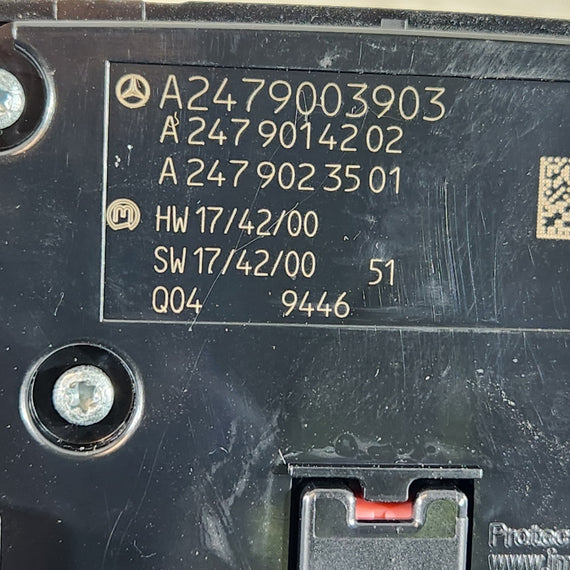 A2479003903
A 247 901 42 02
A 247 902 35 01
HW 17/42/00
SW 17/42/00 51
Q04 9446